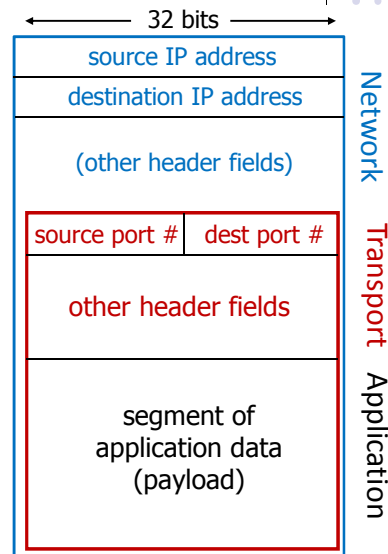 32 bits
source IP address
destination IP address
(other header fields)
Network
source port # dest port #
other header fields
Transport
segment of
application data
(payload)
Application